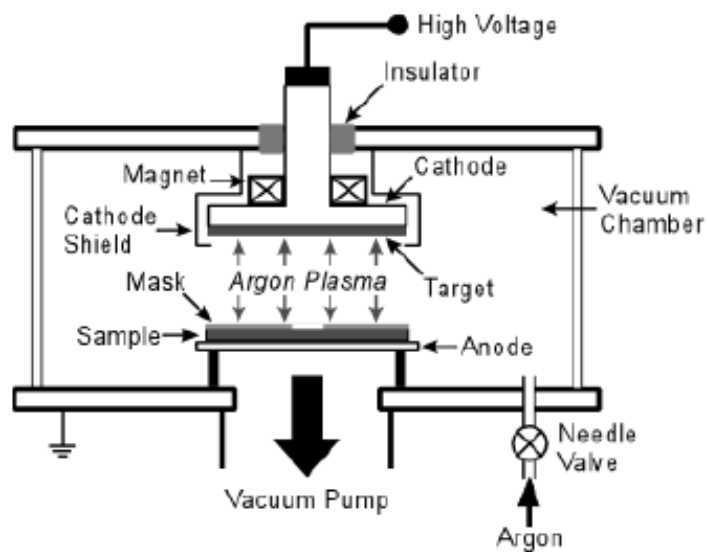 High Voltage
Insulator
Magnet
Cathode
Cathode
Shield
Vacuum
Chamber
Mask
Argon Plasma
Target
Sample
Anode
Needle
Valve
Vacuum Pump
Argon